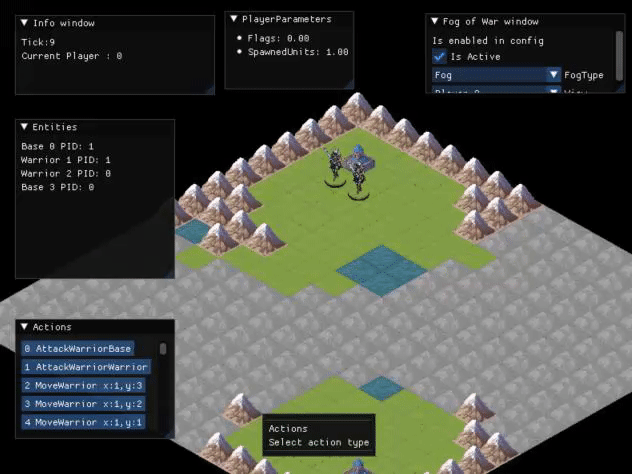 Info window
Tick:9
Current Player : 0
PlayerParameters
Flags: 0.00
SpawnedUnits: 1.00
Fog of War window
Is enabled in config
Is Active
Fog
FogType
Entities
Base 0 PID: 1
Warrior 1 PID: 1
Warrior 2 PID: 0
Base 3 PID: 0
Actions
0 AttackWarriorBase
1 AttackWarriorWarrior
2 MoveWarrior x:1,y:3
3 MoveWarrior x:1,y:2
4 MoveWarrior x:1,y:1
Actions
Select action type